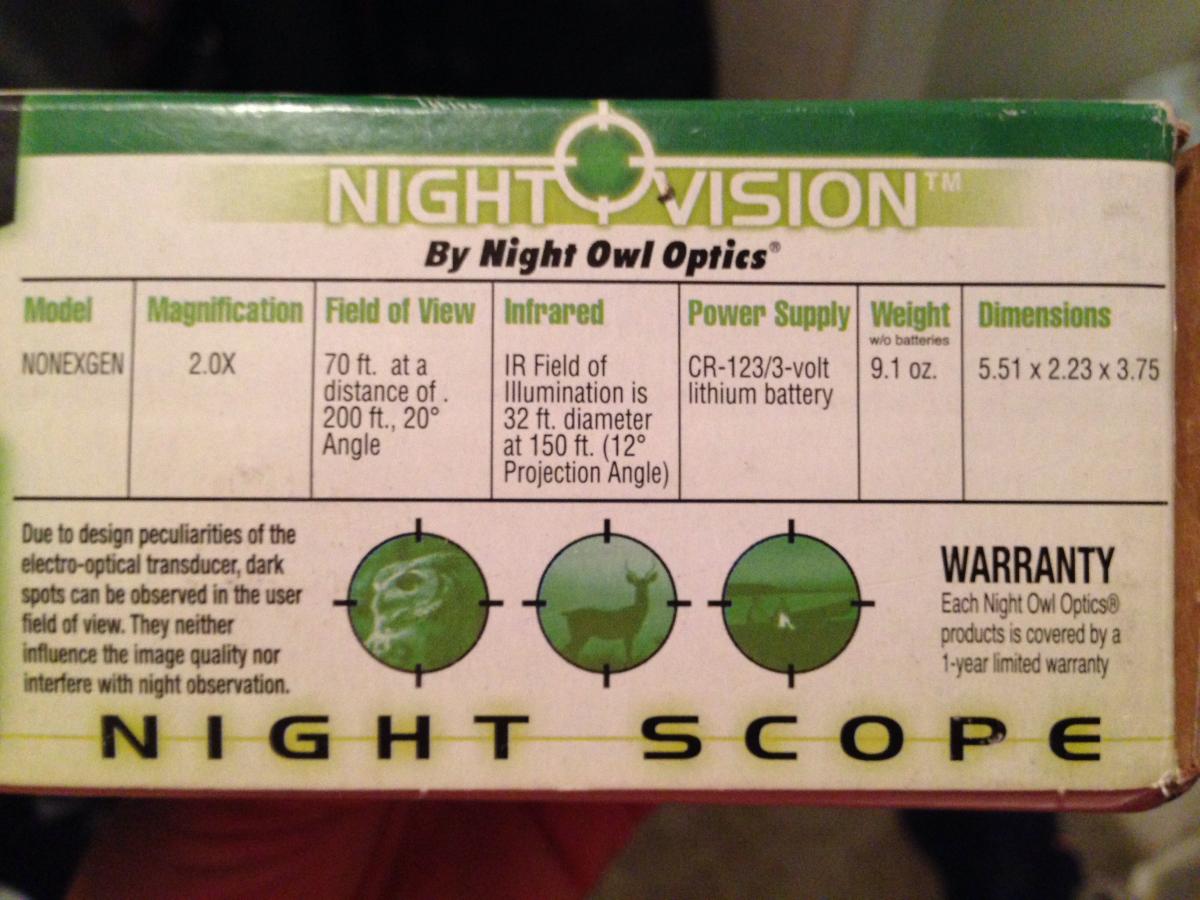 NIGHT VISION™
By Night Owl Optics®
Model
NONEXGEN
Magnification
2.0X
Field of View
70 ft. at a
distance of .
200 ft., 20°
Angle
Infrared
IR Field of
Illumination is
32 ft. diameter
at 150 ft. (12°
Projection Angle)
Power Supply
CR-123/3-volt
lithium battery
Weight
w/o batteries
9.1 oz.
Dimensions
5.51 x 2.23 x 3.75
Due to design peculiarities of the
electro-optical transducer, dark
spots can be observed in the user
field of view. They neither
influence the image quality nor
interfere with night observation.
WARRANTY
Each Night Owl Optics®
products is covered by a
1-year limited warranty
NIGHT SCOPE